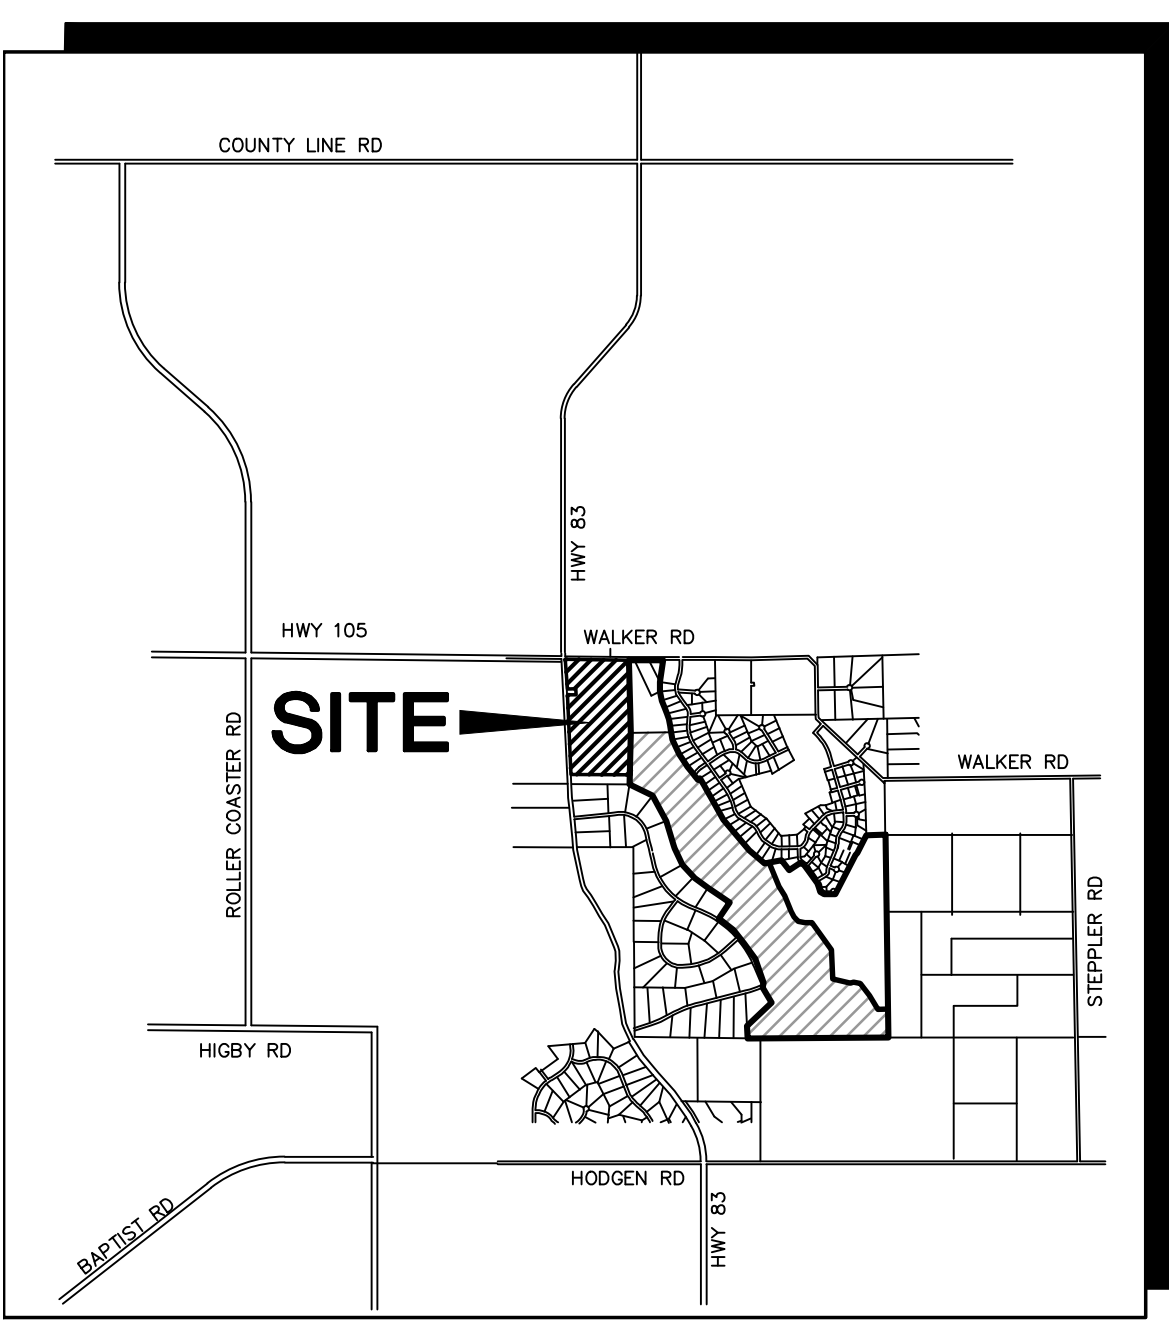 COUNTY LINE RD
HWY 83
HWY 105
WALKER RD
SITE
ROLLER COASTER RD
WALKER RD
STEPPLER RD
HIGBY RD
HODGEN RD
BAPTIST RD
HWY 83